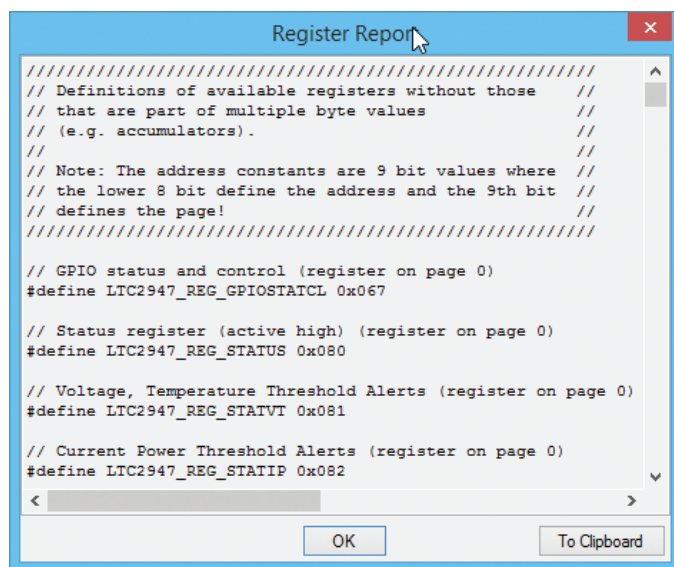 Register Report
//////////////////////////////////////////////////////////
// Definitions of available registers without those    //
// that are part of multiple byte values               //
// (e.g. accumulators).                                //
//                                                     //
// Note: The address constants are 9 bit values where  //
// the lower 8 bit define the address and the 9th bit  //
// defines the page!                                   //
//////////////////////////////////////////////////////////
// GPIO status and control (register on page 0)
#define LTC2947_REG_GPIOSTATCL 0x067
// Status register (active high) (register on page 0)
#define LTC2947_REG_STATUS 0x080
// Voltage, Temperature Threshold Alerts (register on page 0)
#define LTC2947_REG_STATVT 0x081
// Current Power Threshold Alerts (register on page 0)
#define LTC2947_REG_STATIP 0x082
OK
To Clipboard